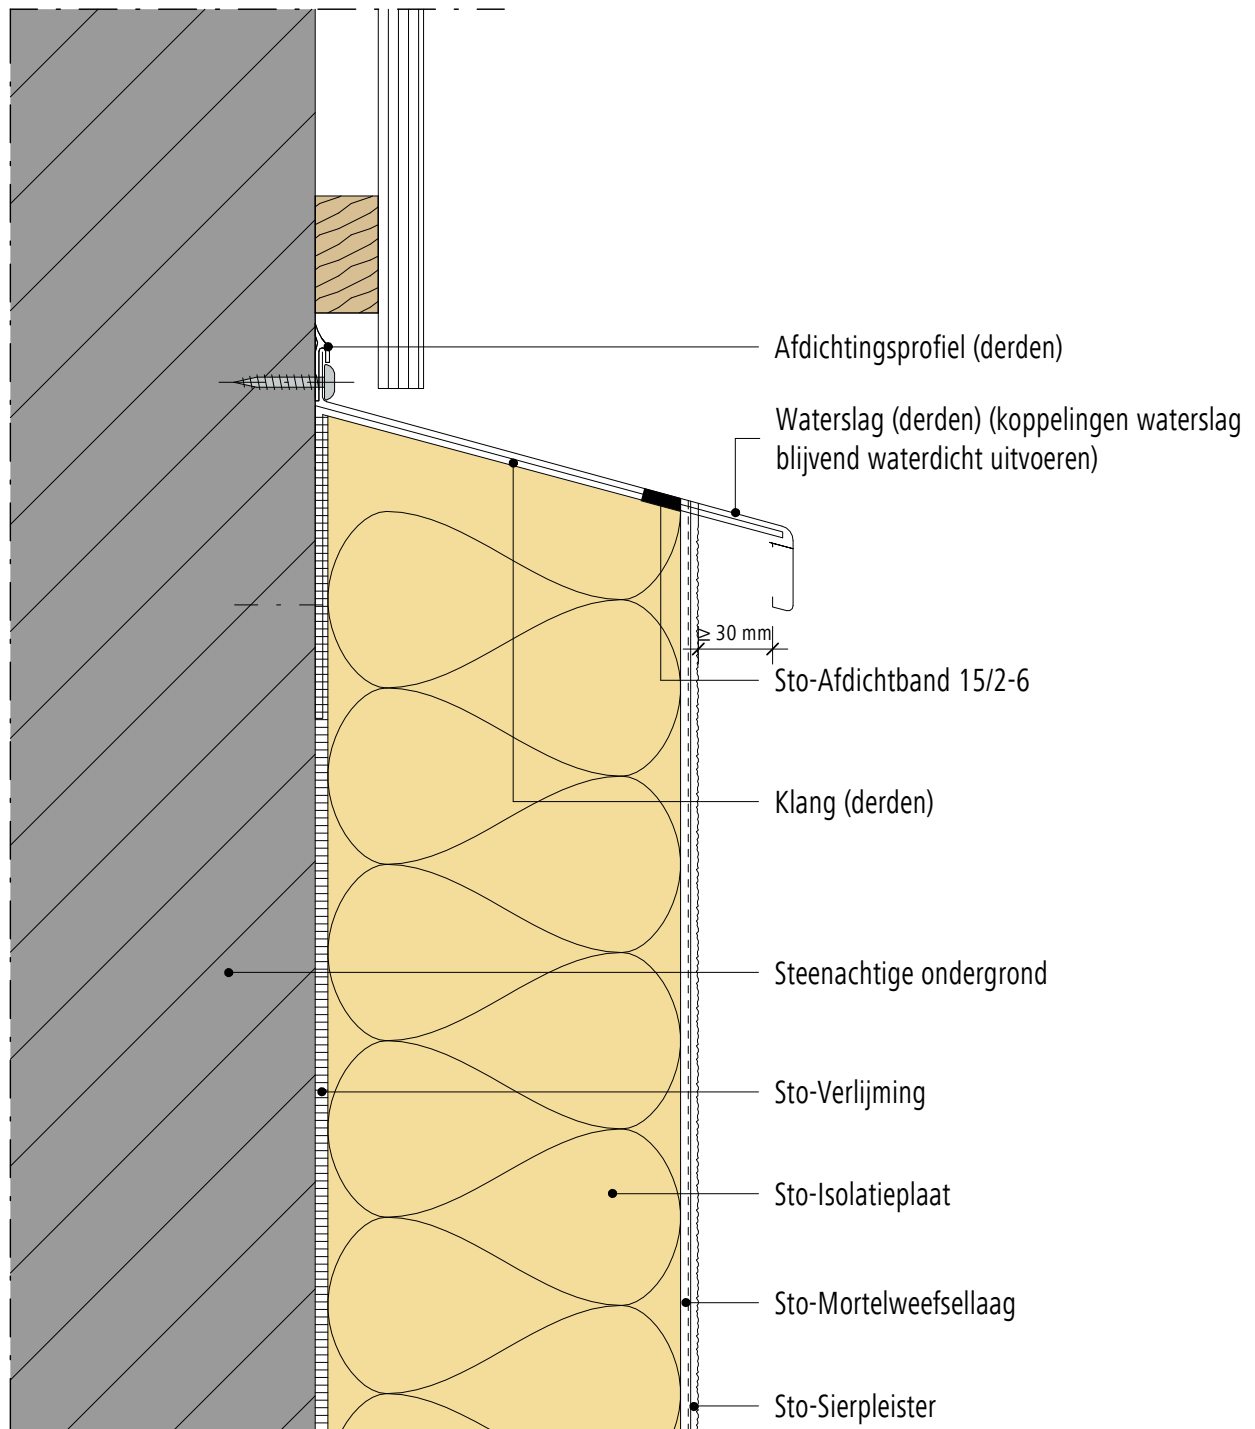 Afdichtingsprofiel (derden)
Waterslag (derden) (koppelingen waterslag
blijvend waterdicht uitvoeren)
≥ 30 mm
Sto-Afdichtband 15/2-6
Klang (derden)
Steenachtige ondergrond
Sto-Verlijming
Sto-Isolatieplaat
Sto-Mortelweefsellaag
Sto-Sierpleister